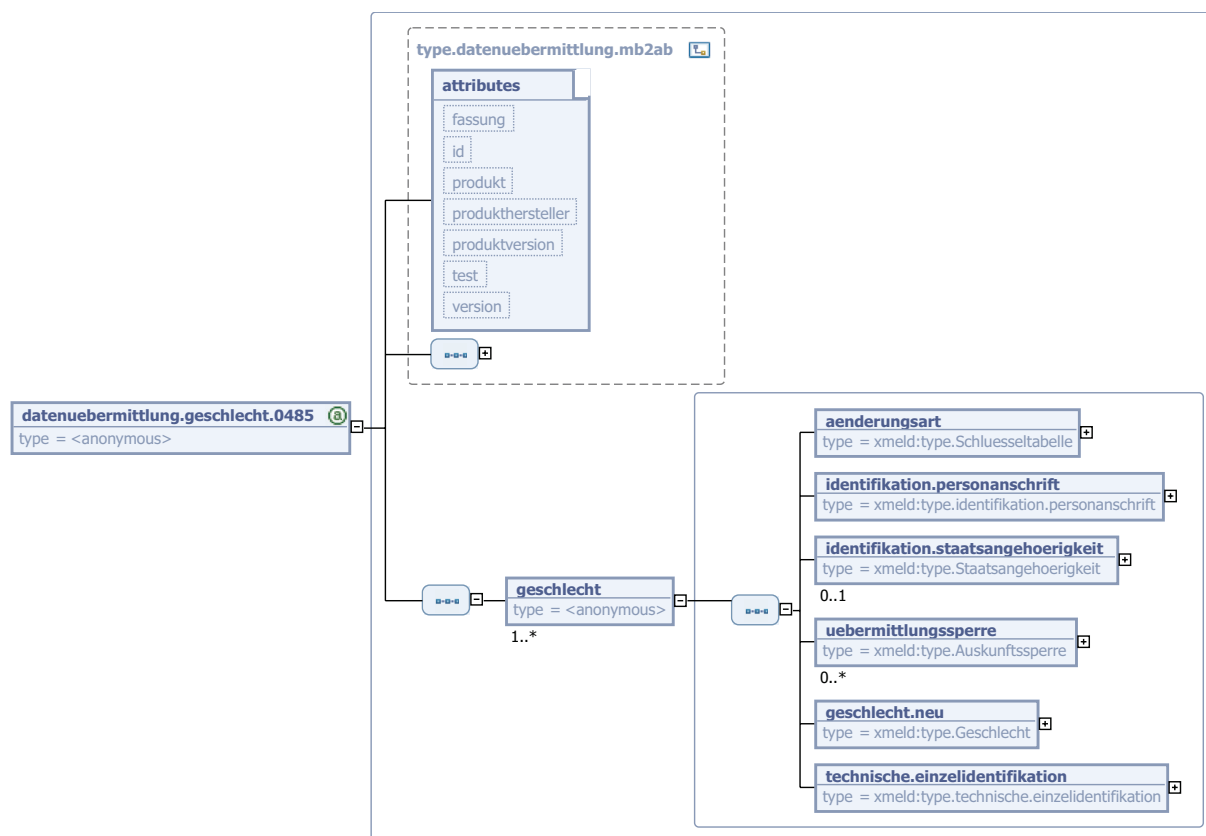 type.datenuebermittlung.mb2ab
attributes
fassung
id
produkt
produkthersteller
produktversion
test
version
datenuebermittlung.geschlecht.0485
type = <anonymous>
geschlecht
type = <anonymous>
1..*
aenderungsart
type = xmeld:type.Schluesseltabelle
identifikation.personanschrift
type = xmeld:type.identifikation.personanschrift
identifikation.staatsangehoerigkeit
type = xmeld:type.Staatsangehoerigkeit
0..1
uebermittlungssperre
type = xmeld:type.Auskunftssperre
0..*
geschlecht.neu
type = xmeld:type.Geschlecht
technische.einzelidentifikation
type = xmeld:type.technische.einzelidentifikation